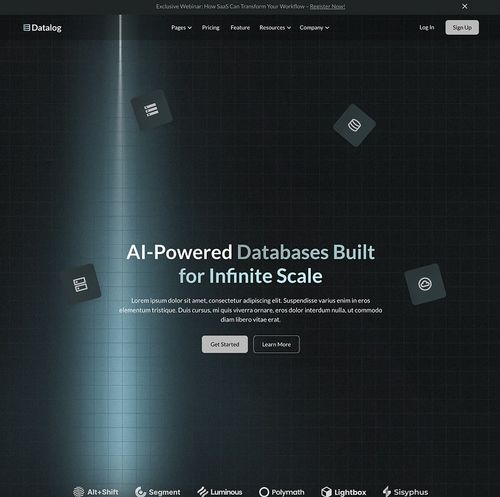 Exclusive Webinar: How SaaS Can Transform Your Workflow – Register Now!
Datalog
Pages Pricing Feature Resources Company
Log In Sign Up
AI-Powered Databases Built
for Infinite Scale
Lorem ipsum dolor sit amet, consectetur adipiscing elit. Suspendisse varius enim in eros
elementum tristique. Duis cursus, mi quis viverra ornare, eros dolor interdum nulla, ut commodo
diam libero vitae erat.
Get Started Learn More
Alt+Shift Segment Luminous Polymath Lightbox Sisyphus